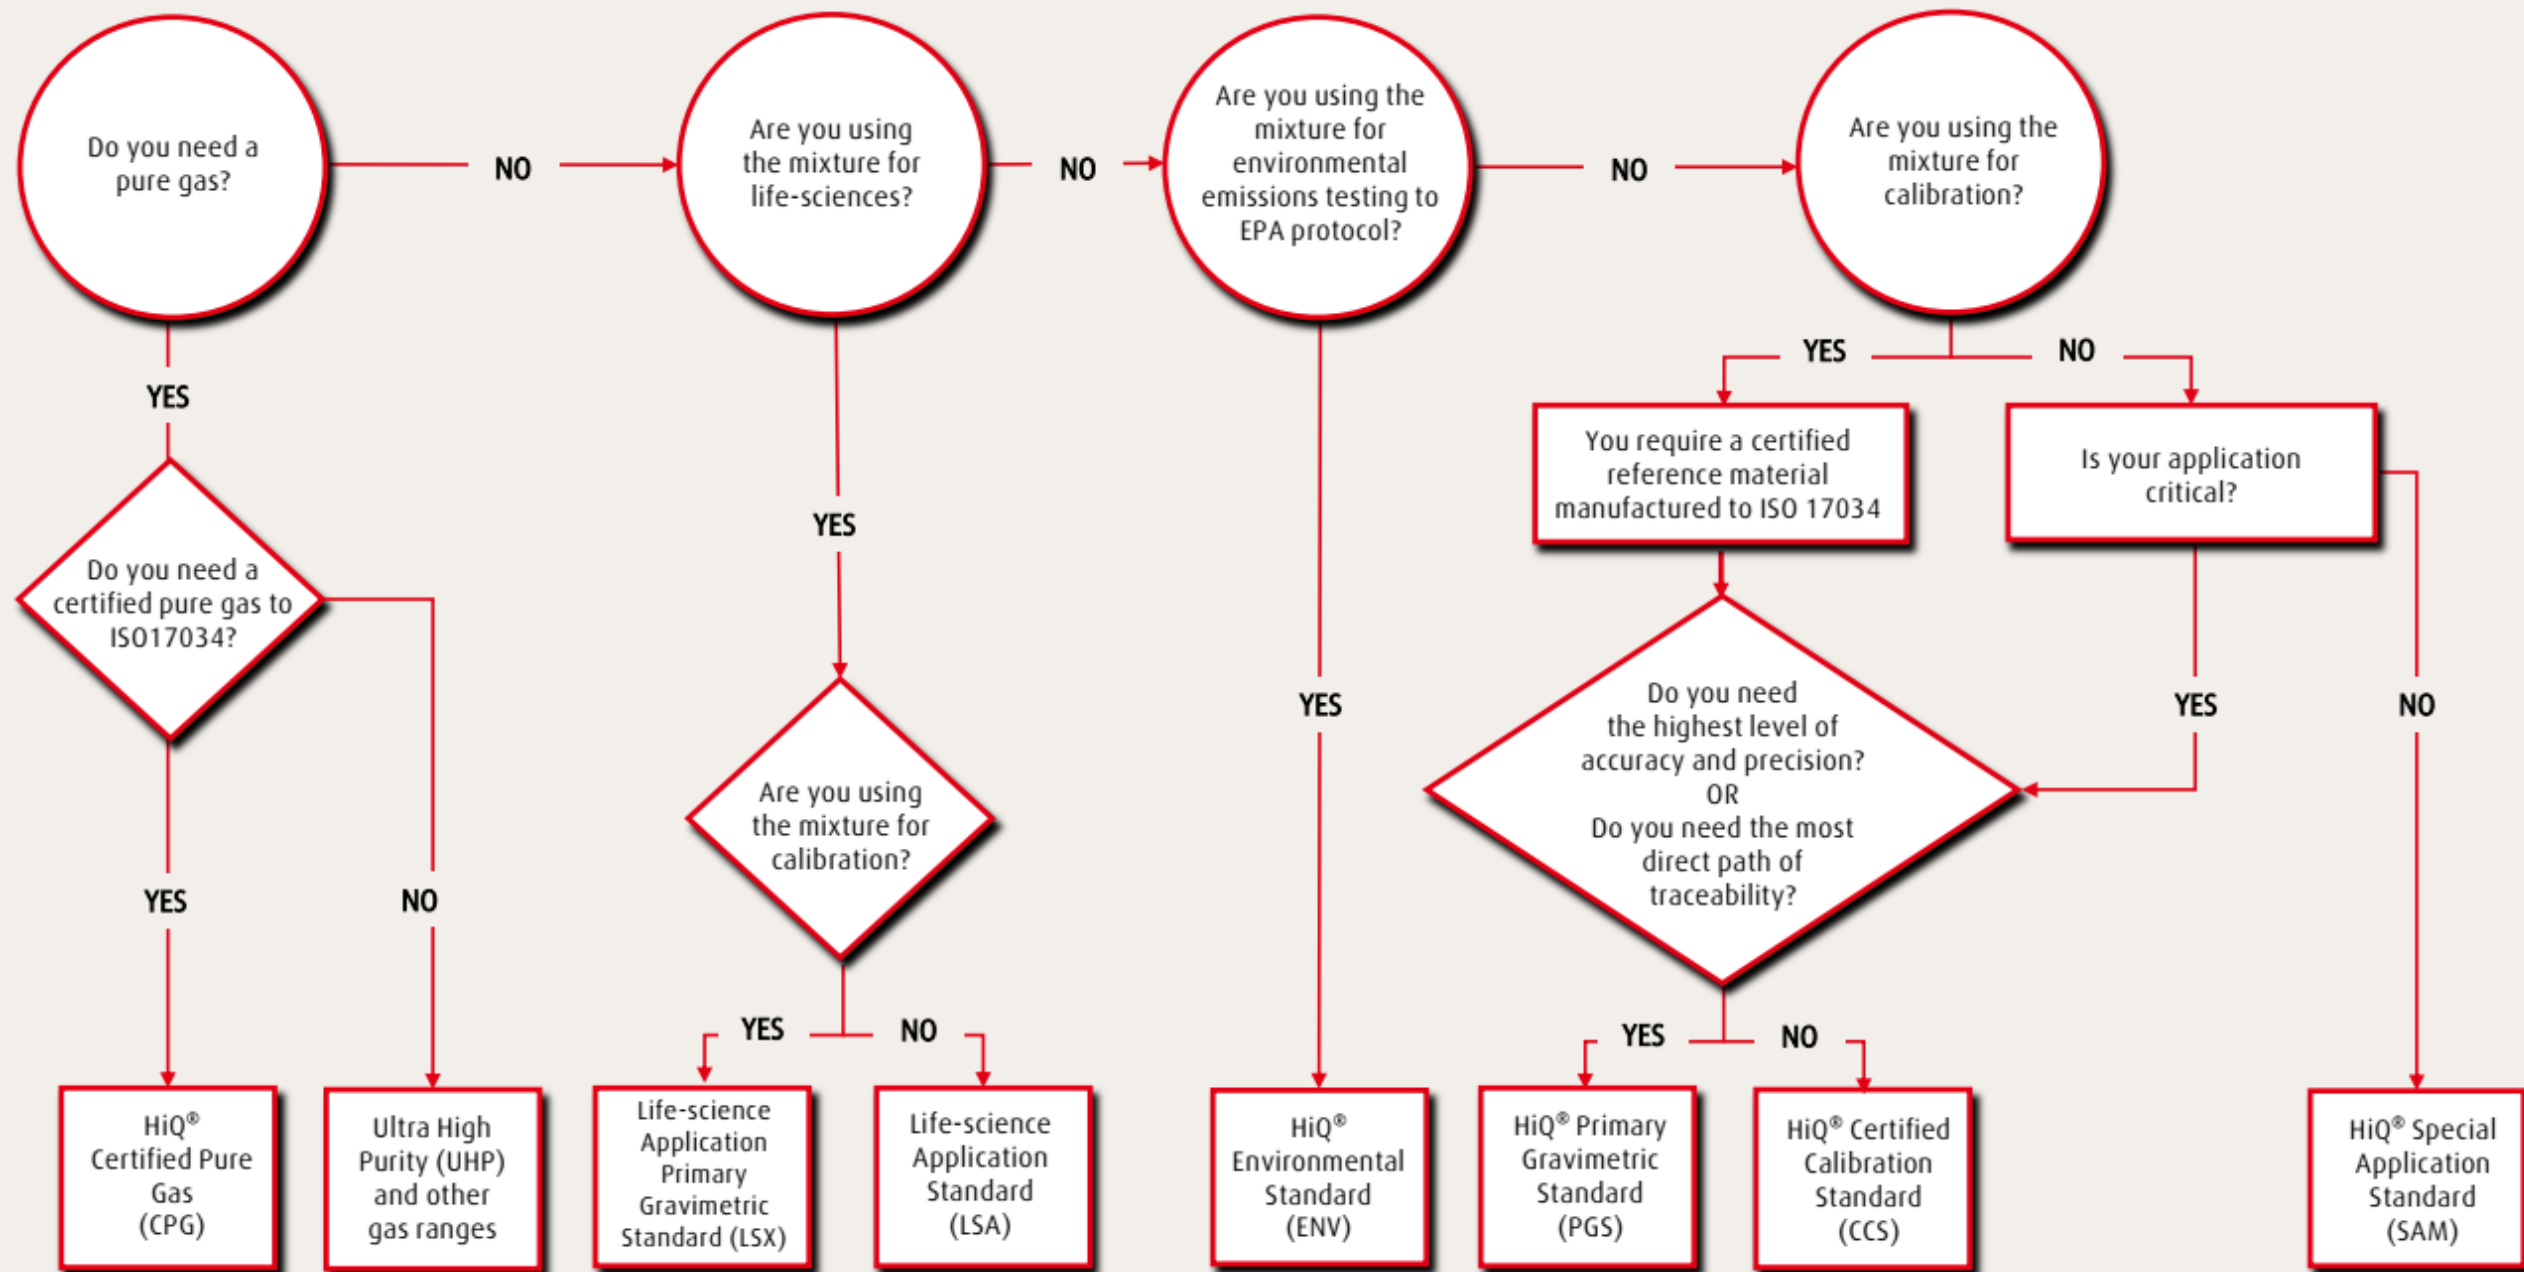 Do you need a
pure gas?
NO
Are you using
the mixture for
life-sciences?
NO
Are you using the
mixture for
environmental
emissions testing to
EPA protocol?
NO
Are you using the
mixture for
calibration?
YES
NO
YES
You require a certified
reference material
manufactured to ISO 17034
Is your application
critical?
YES
Do you need a
certified pure gas to
ISO17034?
YES
YES
NO
Do you need
the highest level of
accuracy and precision?
OR
Do you need the most
direct path of
traceability?
Are you using
the mixture for
calibration?
YES
NO
YES
NO
YES
NO
HiQ®
Certified Pure
Gas
(CPG)
Ultra High
Purity (UHP)
and other
gas ranges
Life-science
Application
Primary
Gravimetric
Standard (LSX)
Life-science
Application
Standard
(LSA)
HiQ®
Environmental
Standard
(ENV)
HiQ® Primary
Gravimetric
Standard
(PGS)
HiQ® Certified
Calibration
Standard
(CCS)
HiQ® Special
Application
Standard
(SAM)